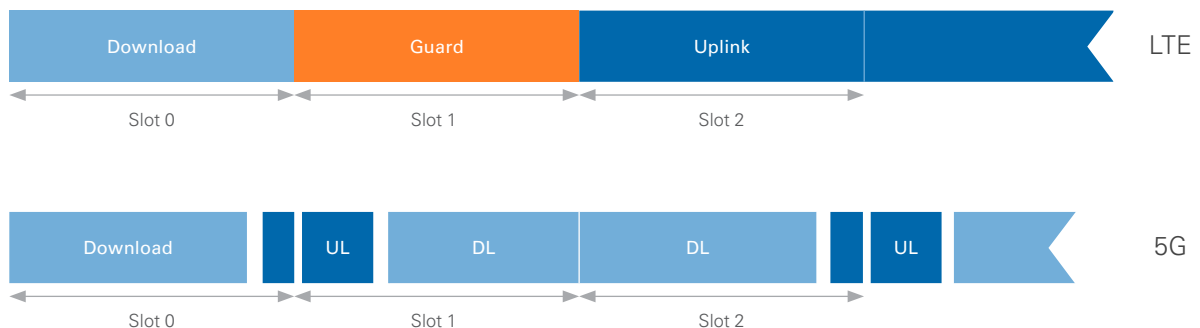 Download Guard Uplink LTE
Slot 0 Slot 1 Slot 2
Download UL DL DL UL 5G
Slot 0 Slot 1 Slot 2